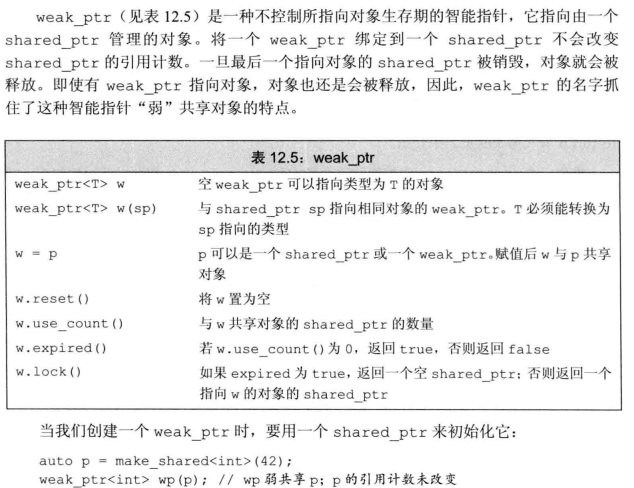 weak_ptr（见表 12.5）是一种不控制所指向对象生存期的智能指针，它指向由一个
shared_ptr 管理的对象。将一个 weak_ptr 绑定到一个 shared_ptr 不会改变
shared_ptr 的引用计数。一旦最后一个指向对象的 shared_ptr 被销毁，对象就会被
释放。即使有 weak_ptr 指向对象，对象也还是会被释放，因此，weak_ptr 的名字抓
住了这种智能指针“弱”共享对象的特点。
表 12.5：weak_ptr
weak_ptr<T> w 空 weak_ptr 可以指向类型为 T 的对象
weak_ptr<T> w(sp) 与 shared_ptr sp 指向相同对象的 weak_ptr。T 必须能转换为
sp 指向的类型
w = p p 可以是一个 shared_ptr 或一个 weak_ptr。赋值后 w 与 p 共享
对象
w.reset() 将 w 置为空
w.use_count() 与 w 共享对象的 shared_ptr 的数量
w.expired() 若 w.use_count()为 0，返回 true，否则返回 false
w.lock() 如果 expired 为 true，返回一个空 shared_ptr；否则返回一个
指向 w 的对象的 shared_ptr
当我们创建一个 weak_ptr 时，要用一个 shared_ptr 来初始化它：
auto p = make_shared<int>(42);
weak_ptr<int> wp(p); // wp 弱共享 p；p 的引用计数未改变